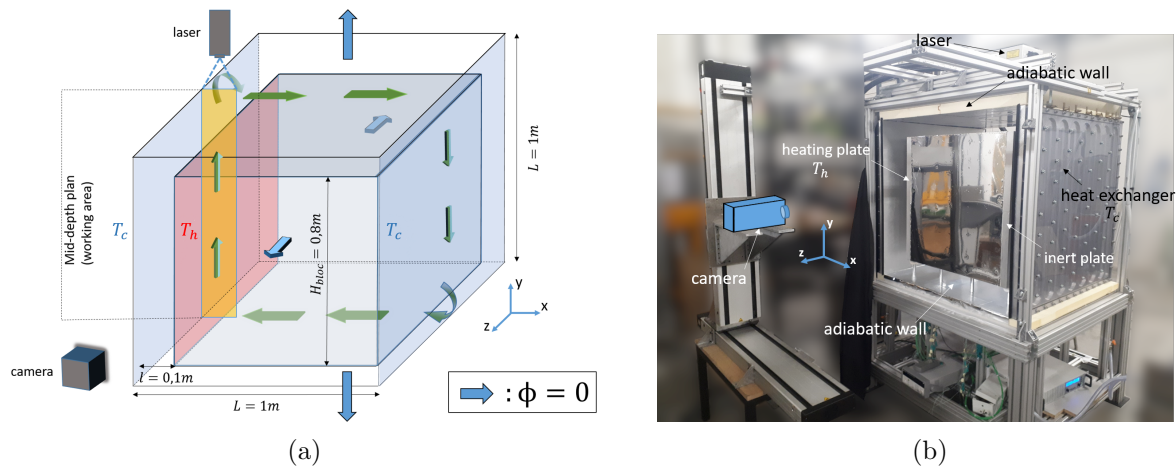 laser
Mid-depth plan
(working area)
T_c
T_h
T_c
H_bloc = 0,8m
L = 1m
y
x
z
camera
l = 0,1m
L = 1m
: ϕ = 0
(a)
laser
adiabatic wall
heating plate
T_h
heat exchanger
T_c
y
z
x
inert plate
camera
adiabatic wall
(b)